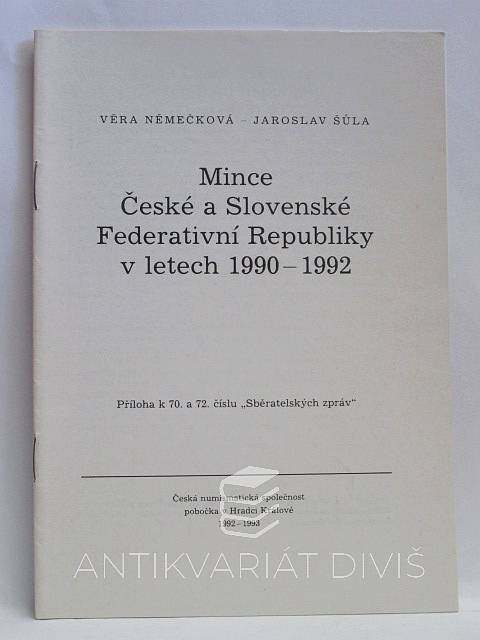 VĚRA NĚMEČKOVÁ – JAROSLAV ŠŮLA
Mince
České a Slovenské
Federativní Republiky
v letech 1990 – 1992
Příloha k 70. a 72. číslu „Sběratelských zpráv“
Česká numismatická společnost
pobočka v Hradci Králové
1992–1993
ANTIKVARIÁT DIVIŠ